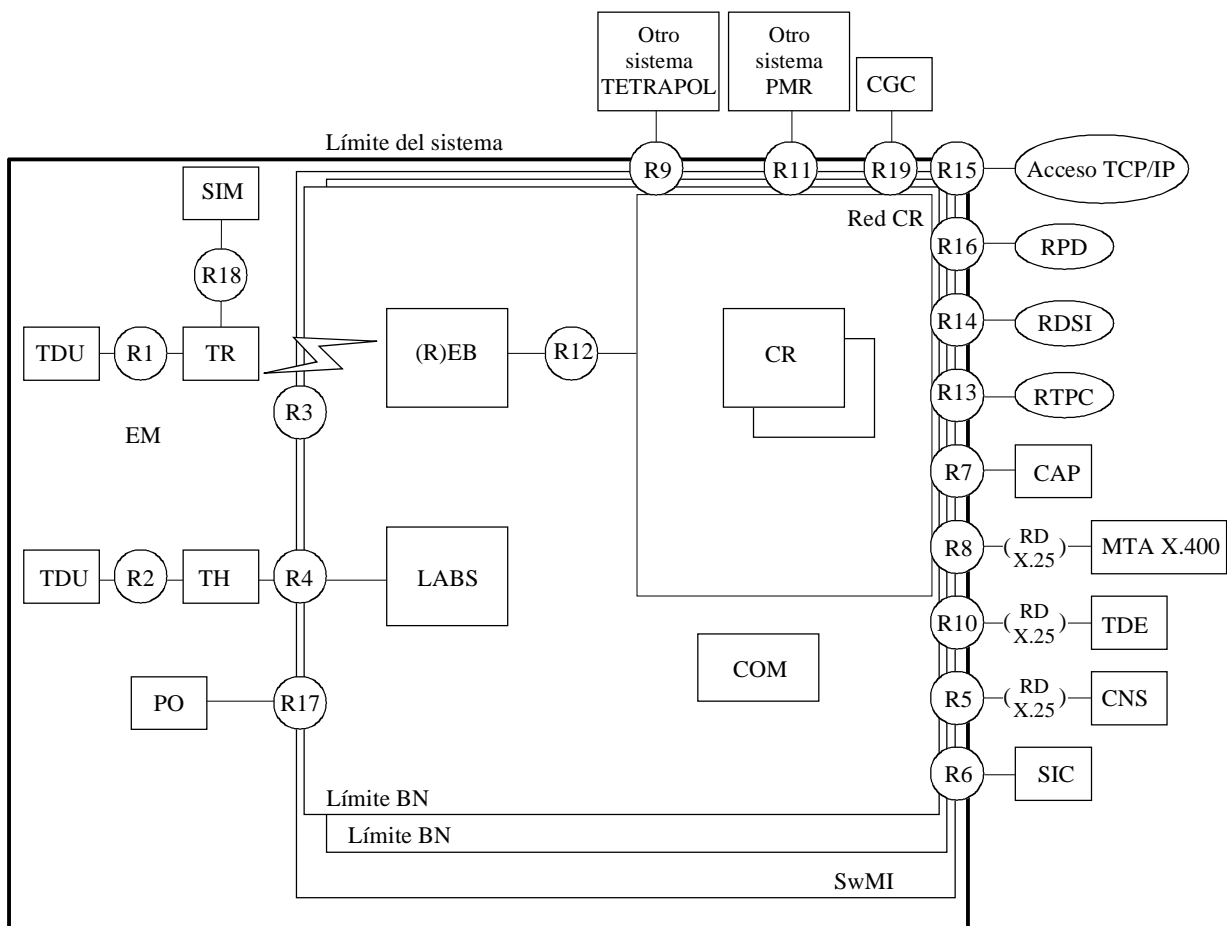 Otro
sistema
TETRAPOL
Otro
sistema
PMR
CGC
Límite del sistema
R9
R11
R19
R15
Acceso TCP/IP
SIM
Red CR
R16
RPD
R18
TDU
R1
TR
(R)EB
R12
CR
R14
RDSI
R3
R13
RTPC
EM
R7
CAP
R8
(RD
X.25)
MTA X.400
TDU
R2
TH
R4
LABS
R10
(RD
X.25)
TDE
COM
PO
R17
R5
(RD
X.25)
CNS
R6
SIC
Límite BN
Límite BN
SwMI